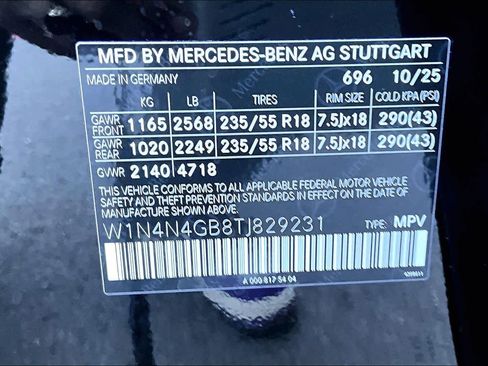 MFD BY MERCEDES-BENZ AG STUTTGART
MADE IN GERMANY 696 10/25
KG LB TIRES RIM SIZE COLD KPA(PSI)
GAWR FRONT 1165 2568 235/55 R18 7.5Jx18 290(43)
GAWR REAR 1020 2249 235/55 R18 7.5Jx18 290(43)
GVWR 2140 4718
THIS VEHICLE CONFORMS TO ALL APPLICABLE FEDERAL MOTOR VEHICLE
SAFETY AND THEFT PREVENTION STANDARDS IN EFFECT ON THE DATE OF
MANUFACTURE SHOWN ABOVE.
W1N4N4GB8TJ829231 TYPE: MPV
A 000 817 54 04